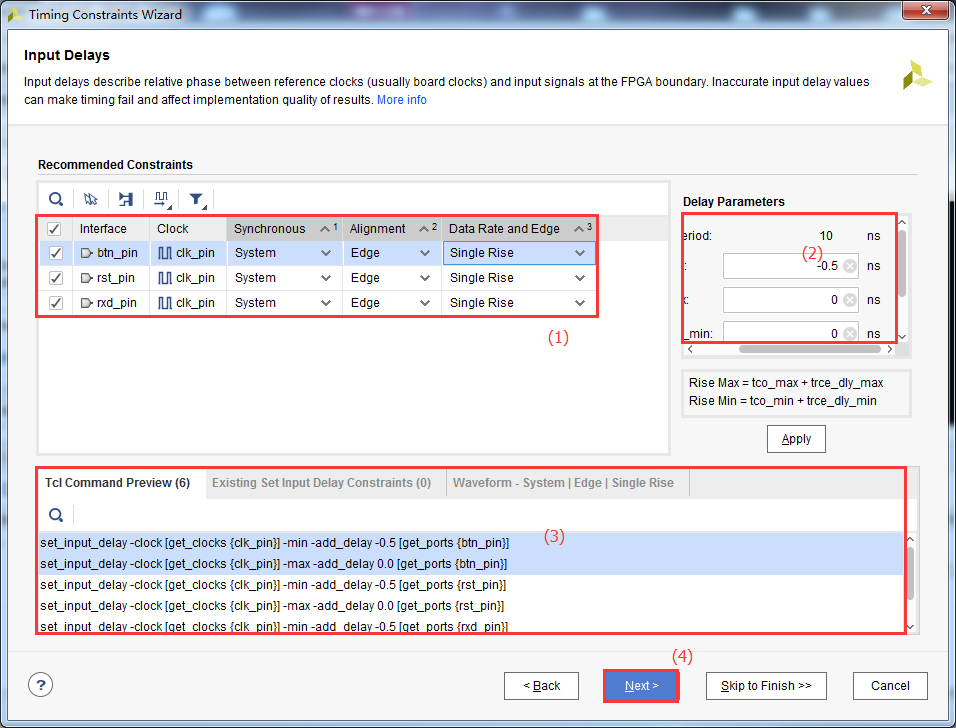 Timing Constraints Wizard
Input Delays
Input delays describe relative phase between reference clocks (usually board clocks) and input signals at the FPGA boundary. Inaccurate input delay values
can make timing fail and affect implementation quality of results. More info
Recommended Constraints
Interface Clock Synchronous 1 Alignment 2 Data Rate and Edge 3
btn_pin clk_pin System Edge Single Rise
rst_pin clk_pin System Edge Single Rise
rxd_pin clk_pin System Edge Single Rise
(1)
Delay Parameters
eriod: 10 ns
(2)
: -0.5 ns
: 0 ns
_min: 0 ns
Rise Max = tco_max + trce_dly_max
Rise Min = tco_min + trce_dly_min
Apply
Tcl Command Preview (6) Existing Set Input Delay Constraints (0) Waveform - System | Edge | Single Rise
(3)
set_input_delay -clock [get_clocks {clk_pin}] -min -add_delay -0.5 [get_ports {btn_pin}]
set_input_delay -clock [get_clocks {clk_pin}] -max -add_delay 0.0 [get_ports {btn_pin}]
set_input_delay -clock [get_clocks {clk_pin}] -min -add_delay -0.5 [get_ports {rst_pin}]
set_input_delay -clock [get_clocks {clk_pin}] -max -add_delay 0.0 [get_ports {rst_pin}]
set_input_delay -clock [get_clocks {clk_pin}] -min -add_delay -0.5 [get_ports {rxd_pin}]
(4)
? < Back Next > Skip to Finish >> Cancel